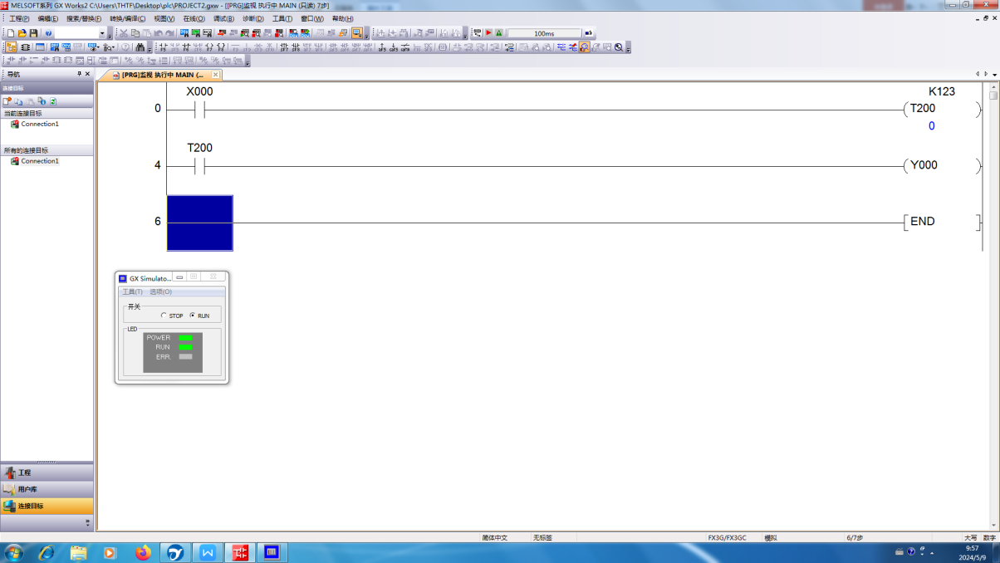 MELSOFT系列 GX Works2 C:\Users\THTF\Desktop\plc\PROJECT2.gxw - [[PRG]监视 执行中 MAIN (只读) 7步]
工程(P) 编辑(E) 搜索/替换(F) 转换/编译(C) 视图(V) 在线(O) 调试(B) 诊断(D) 工具(T) 窗口(W) 帮助(H)
100ms
导航
[PRG]监视 执行中 MAIN (...
连接目标
当前连接目标
Connection1
所有的连接目标
Connection1
X000
K123
0
T200
0
T200
4
Y000
6
END
GX Simulato...
工具(T) 选项(O)
开关
STOP RUN
LED
POWER
RUN
ERR.
工程
用户库
连接目标
简体中文 无标签 FX3G/FX3GC 模拟 6/7步 大写 数字
9:57
2024/5/9